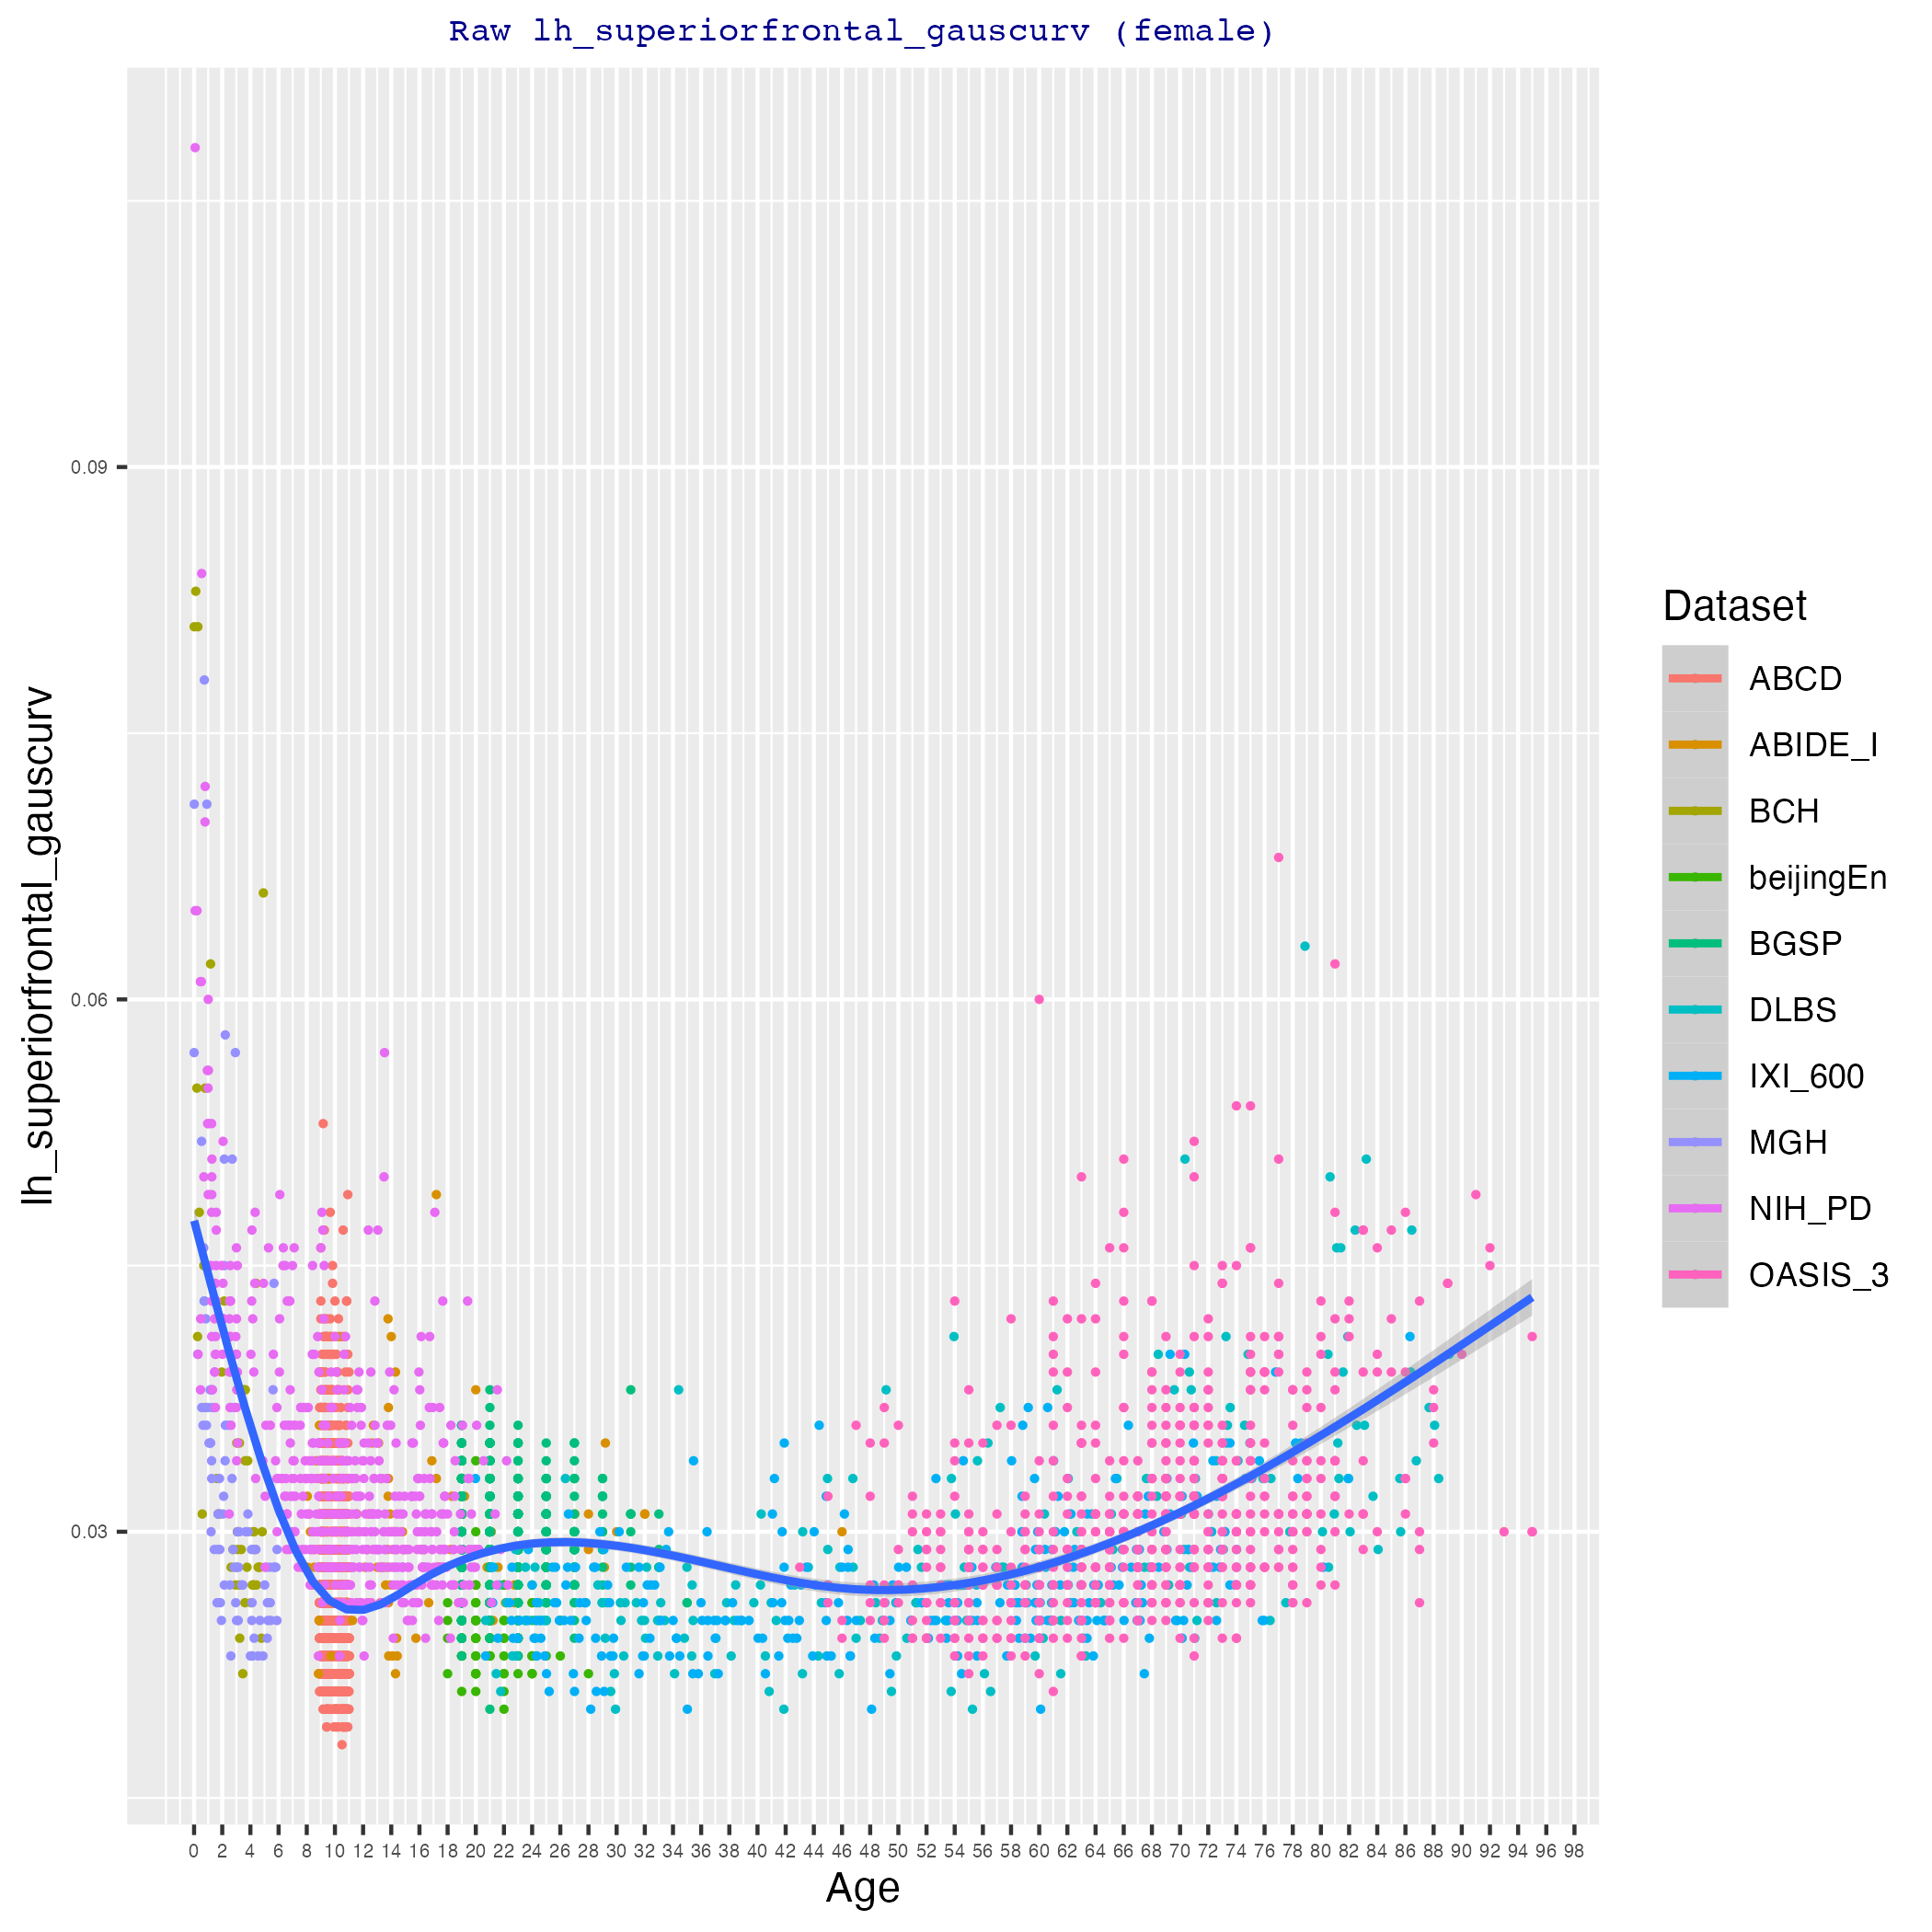 Raw lh_superiorfrontal_gauscurv (female)
lh_superiorfrontal_gauscurv
0.09
0.06
0.03
0 2 4 6 8 10 12 14 16 18 20 22 24 26 28 30 32 34 36 38 40 42 44 46 48 50 52 54 56 58 60 62 64 66 68 70 72 74 76 78 80 82 84 86 88 90 92 94 96 98
Age
Dataset
ABCD
ABIDE_I
BCH
beijingEn
BGSP
DLBS
IXI_600
MGH
NIH_PD
OASIS_3